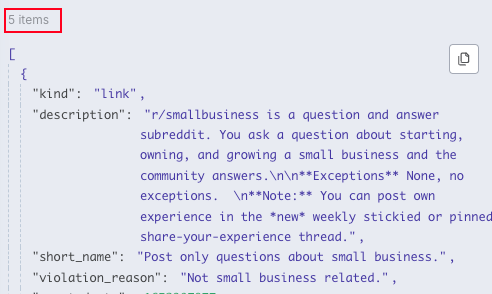 5 items
[
{
"kind": "link",
"description": "r/smallbusiness is a question and answer
subreddit. You ask a question about starting,
owning, and growing a small business and the
community answers.\n\n**Exceptions** None, no
exceptions.  \n**Note:** You can post own
experience in the *new* weekly stickied or pinned
share-your-experience thread.",
"short_name": "Post only questions about small business.",
"violation_reason": "Not small business related.",